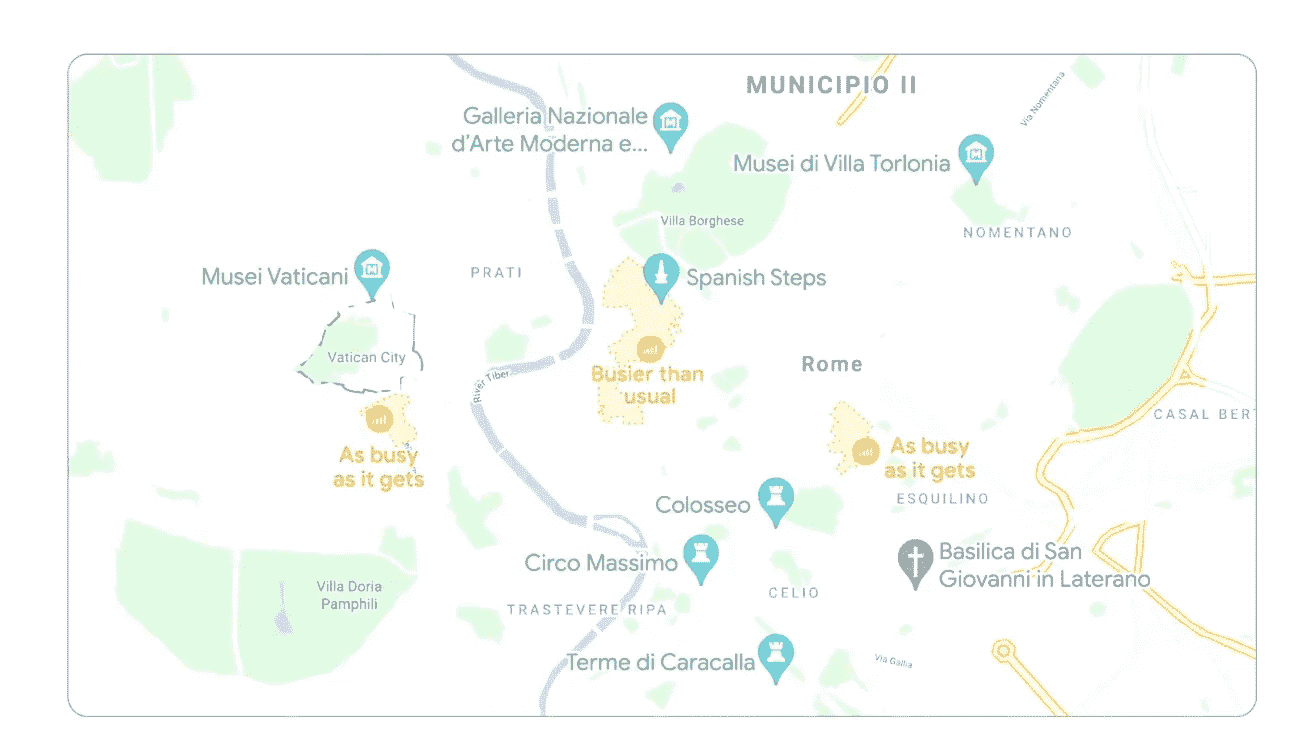 MUNICIPIO II
Via Nomentana
Galleria Nazionale
d'Arte Moderna e...
Musei di Villa Torlonia
Villa Borghese
NOMENTANO
Musei Vaticani
PRATI
Spanish Steps
Vatican City
Rome
River Tiber
Busier than
usual
CASAL BERT
As busy
as it gets
As busy
as it gets
ESQUILINO
Colosseo
Circo Massimo
Basilica di San
Giovanni in Laterano
Villa Doria
Pamphili
CELIO
TRASTEVERE RIPA
Terme di Caracalla
Via Gallia